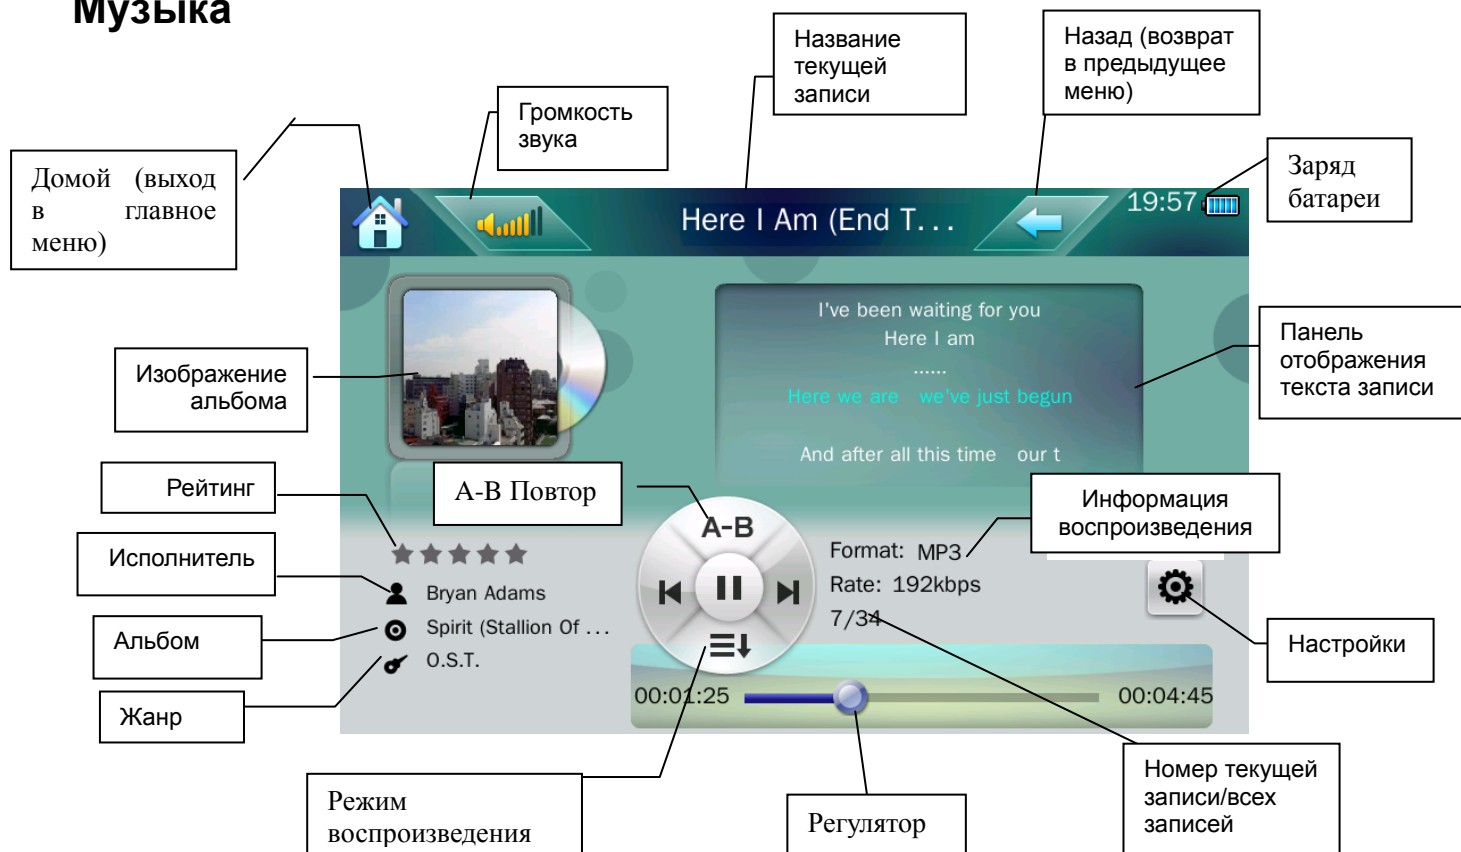 Музыка
Название
текущей
записи
Назад (возврат
в предыдущее
меню)
Громкость
звука
Домой (выход
в главное
меню)
Заряд
батареи
Here I Am (End T...
19:57
I've been waiting for you
Here I am
......
Here we are we've just begun
And after all this time our t
Панель
отображения
текста записи
Изображение
альбома
Рейтинг
А-В Повтор
Информация
воспроизведения
Исполнитель
A-B
Format: MP3
Rate: 192kbps
7/34
Bryan Adams
Spirit (Stallion Of ...
O.S.T.
Альбом
Настройки
Жанр
00:01:25
00:04:45
Режим
воспроизведения
Регулятор
Номер текущей
записи/всех
записей